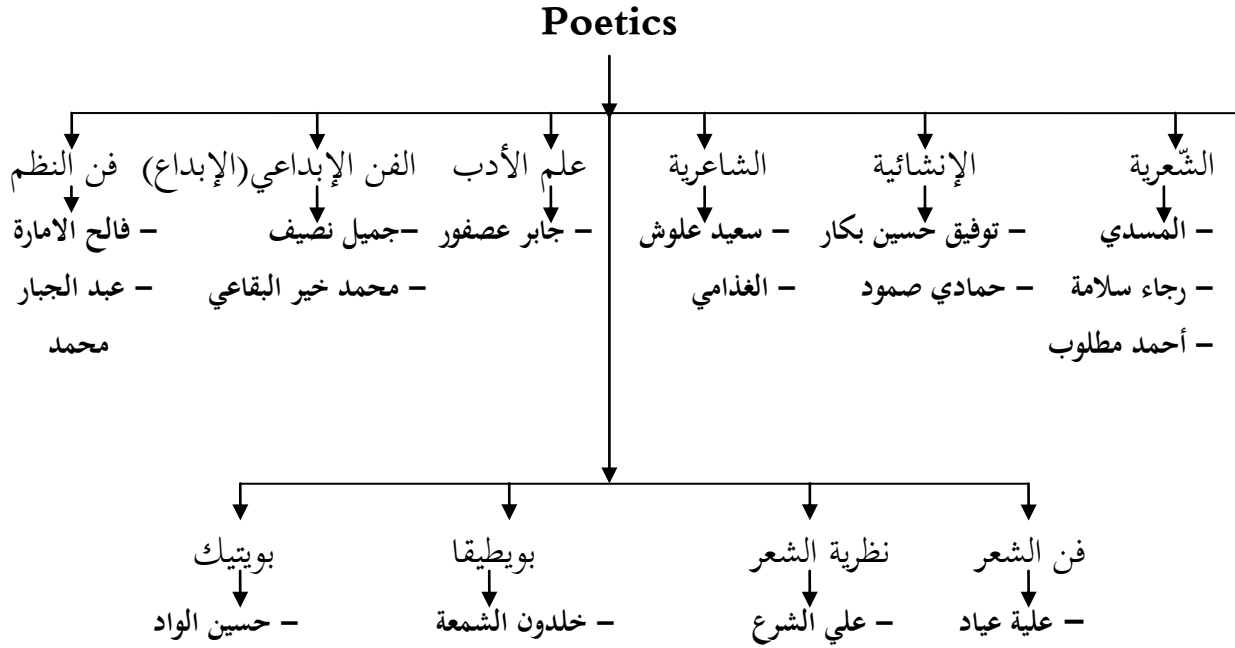 Poetics
الشّعرية
الإنشائية
الشاعرية
علم الأدب
الفن الإبداعي(الإبداع)
فن النظم
– المسدي
– توفيق حسين بكار
– سعيد علوش
– جابر عصفور
–جميل نصيف
– فالح الامارة
– رجاء سلامة
– حمادي صمود
– الغذامي
– محمد خير البقاعي
– عبد الجبار
– أحمد مطلوب
محمد
فن الشعر
نظرية الشعر
بويطيقا
بويتيك
– علية عياد
– علي الشرع
– خلدون الشمعة
– حسين الواد